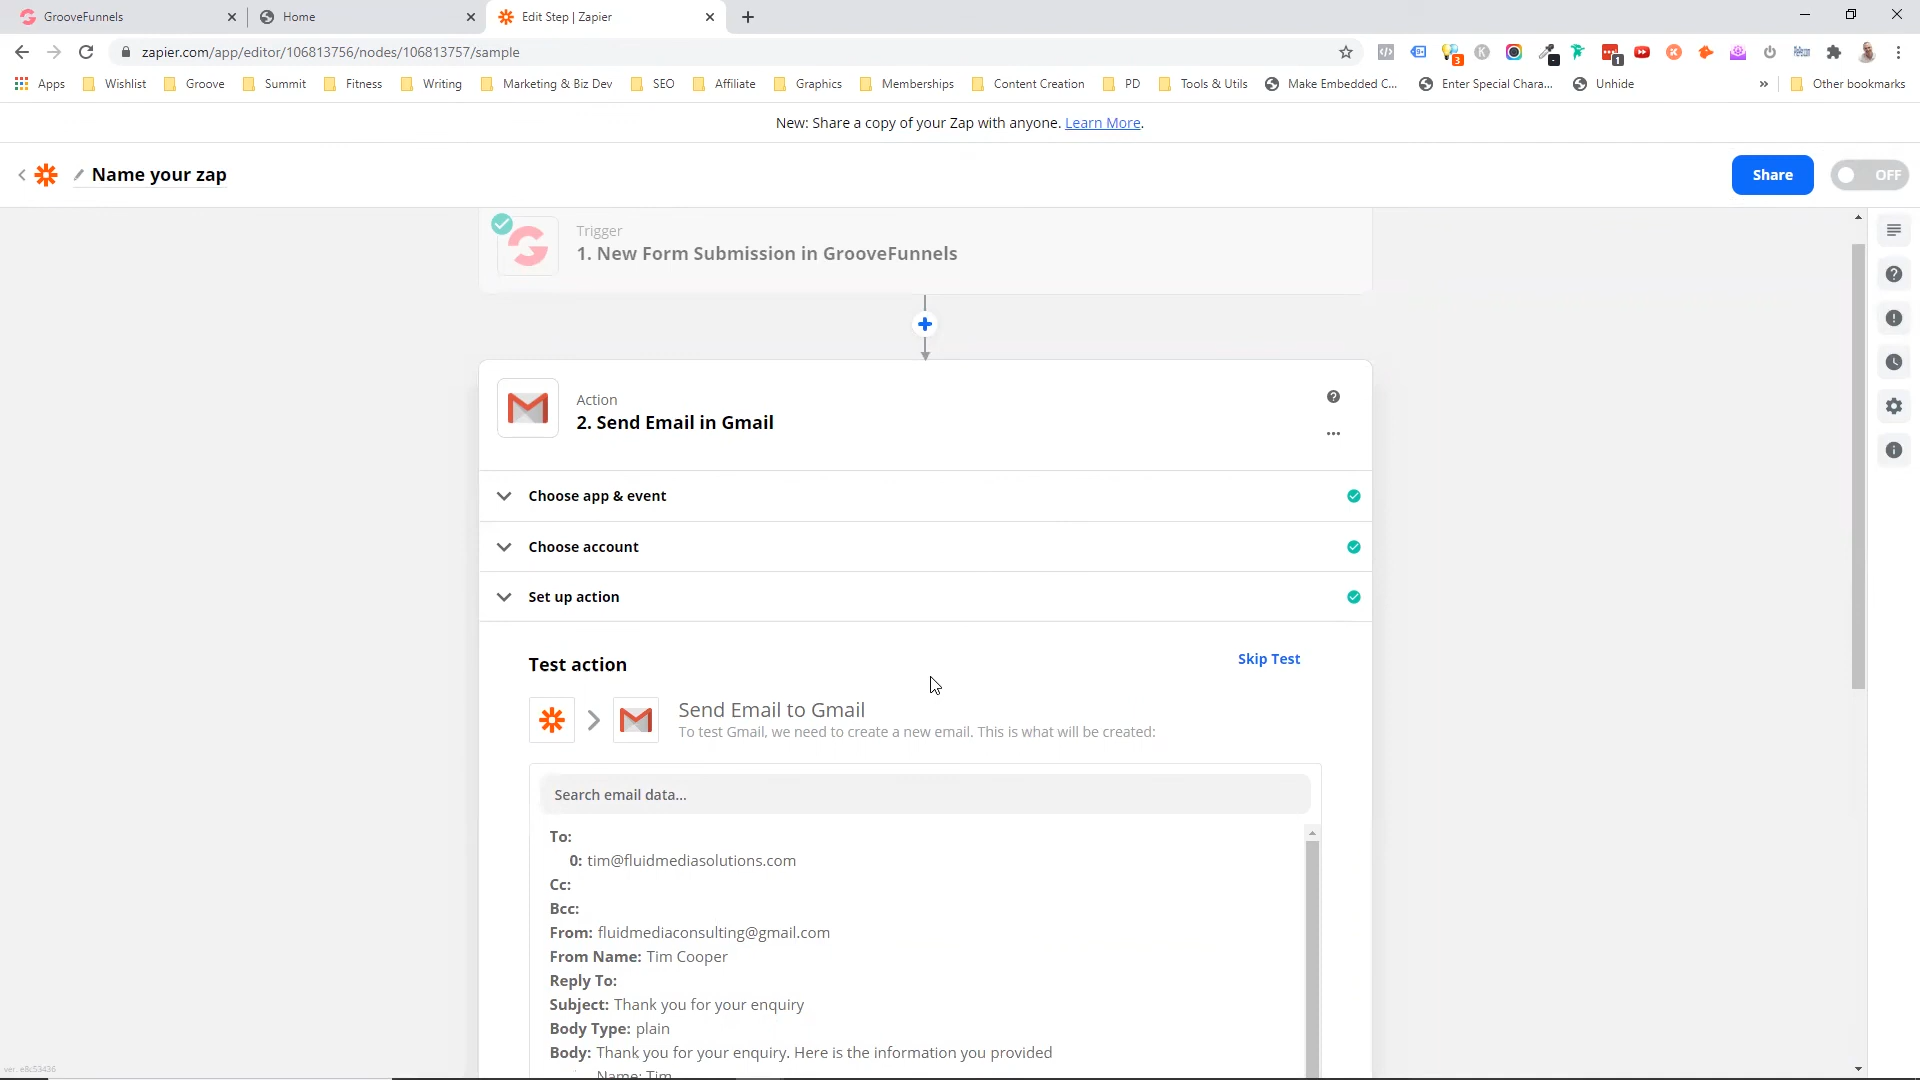 GrooveFunnels
Home
Edit Step | Zapier
zapier.com/app/editor/106813756/nodes/106813757/sample
3
1
Apps
Wishlist
Groove
Summit
Fitness
Writing
Marketing & Biz Dev
SEO
Affiliate
Graphics
Memberships
Content Creation
PD
Tools & Utils
Make Embedded C...
Enter Special Chara...
Unhide
»
Other bookmarks
New: Share a copy of your Zap with anyone. Learn More.
Name your zap
Share
OFF
Trigger
1. New Form Submission in GrooveFunnels
Action
2. Send Email in Gmail
Choose app & event
Choose account
Set up action
Test action
Skip Test
Send Email to Gmail
To test Gmail, we need to create a new email. This is what will be created:
Search email data...
To:
0: tim@fluidmediasolutions.com
Cc:
Bcc:
From: fluidmediaconsulting@gmail.com
From Name: Tim Cooper
Reply To:
Subject: Thank you for your enquiry
Body Type: plain
Body: Thank you for your enquiry. Here is the information you provided
Name: Tim
ver. e8c53436